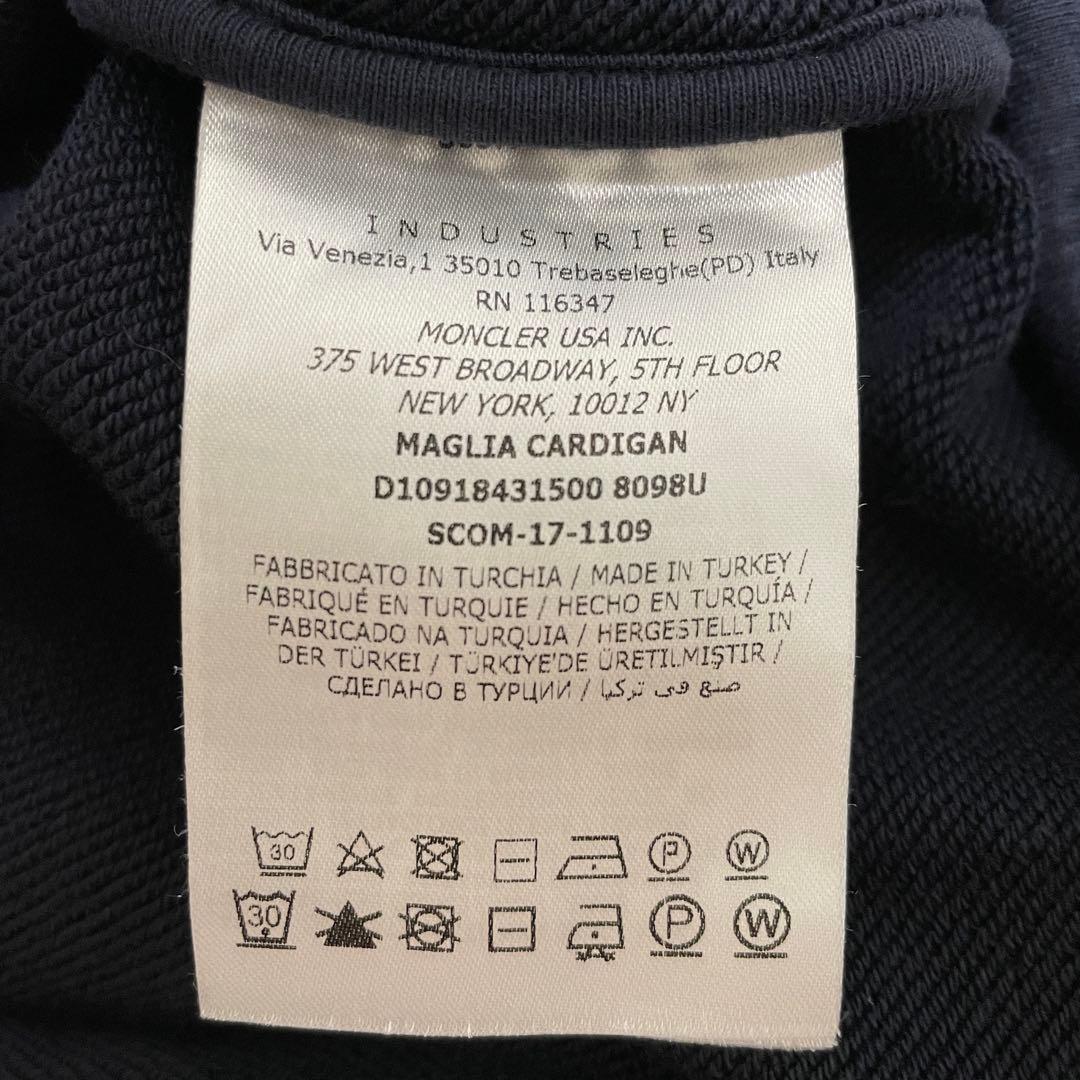 INDUSTRIES
Via Venezia,1 35010 Trebaseleghe(PD) Italy
RN 116347
MONCLER USA INC.
375 WEST BROADWAY, 5TH FLOOR
NEW YORK, 10012 NY
MAGLIA CARDIGAN
D10918431500 8098U
SCOM-17-1109
FABBRICATO IN TURCHIA / MADE IN TURKEY /
FABRIQUÉ EN TURQUIE / HECHO EN TURQUÍA /
FABRICADO NA TURQUIA / HERGESTELLT IN
DER TÜRKEI / TÜRKIYE'DE ÜRETILMIŞTIR /
СДЕЛАНО В ТУРЦИИ / صنع في تركيا
30 P W
30 P W